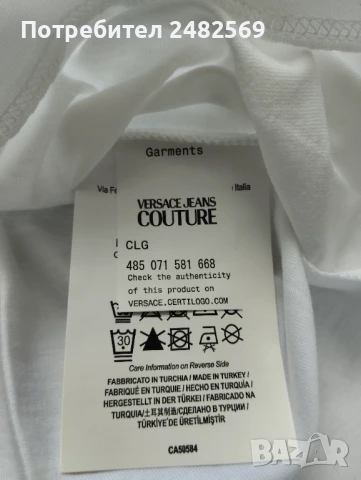 Потребител 2482569
Garments
Via Fe
Italia
VERSACE JEANS
COUTURE
CLG
485 071 581 668
Check the authenticity
of this product on
VERSACE.CERTILOGO.COM
30
Care Information on Reverse Side
FABBRICATO IN TURCHIA / MADE IN TURKEY/
FABRIQUÉ EN TURQUIE / HECHO EN TURQUÍA
HERGESTELLT IN DER TÜRKEI / FABRICADO NA
TURQUIA/土耳其制造/СДЕЛАНО В ТУРЦИИ/
TÜRKİYE'DE ÜRETİLMİŞTİR
CA50584
BAZAR